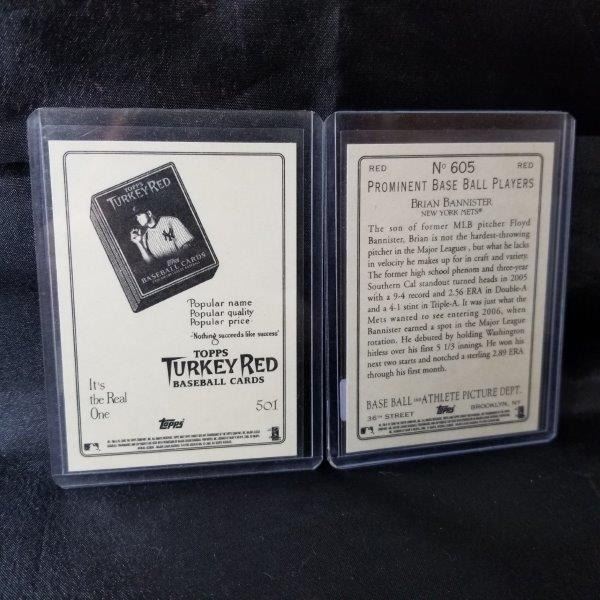 TOPPS
TURKEY RED
Topps
BASEBALL CARDS
Popular name
Popular quality
Popular price
-Nothing succeeds like success-
TOPPS
TURKEY RED
BASEBALL CARDS
It's
the Real
One
501
Topps
RED Nº 605 RED
PROMINENT BASE BALL PLAYERS
BRIAN BANNISTER
NEW YORK METS®
The son of former MLB pitcher Floyd
Bannister, Brian is not the hardest-throwing
pitcher in the Major Leagues , but what he lacks
in velocity he makes up for in craft and variety.
The former high school phenom and three-year
Southern Cal standout turned heads in 2005
with a 9-4 record and 2.56 ERA in Double-A
and a 4-1 stint in Triple-A. It was just what the
Mets wanted to see entering 2006, when
Bannister earned a spot in the Major League
Rotation. He debuted by holding Washington
hitless over his first 5 1/3 innings. He won his
next two starts and notched a sterling 2.89 ERA
through his first month.
BASE BALL AND ATHLETE PICTURE DEPT.
36TH STREET Topps BROOKLYN, NY